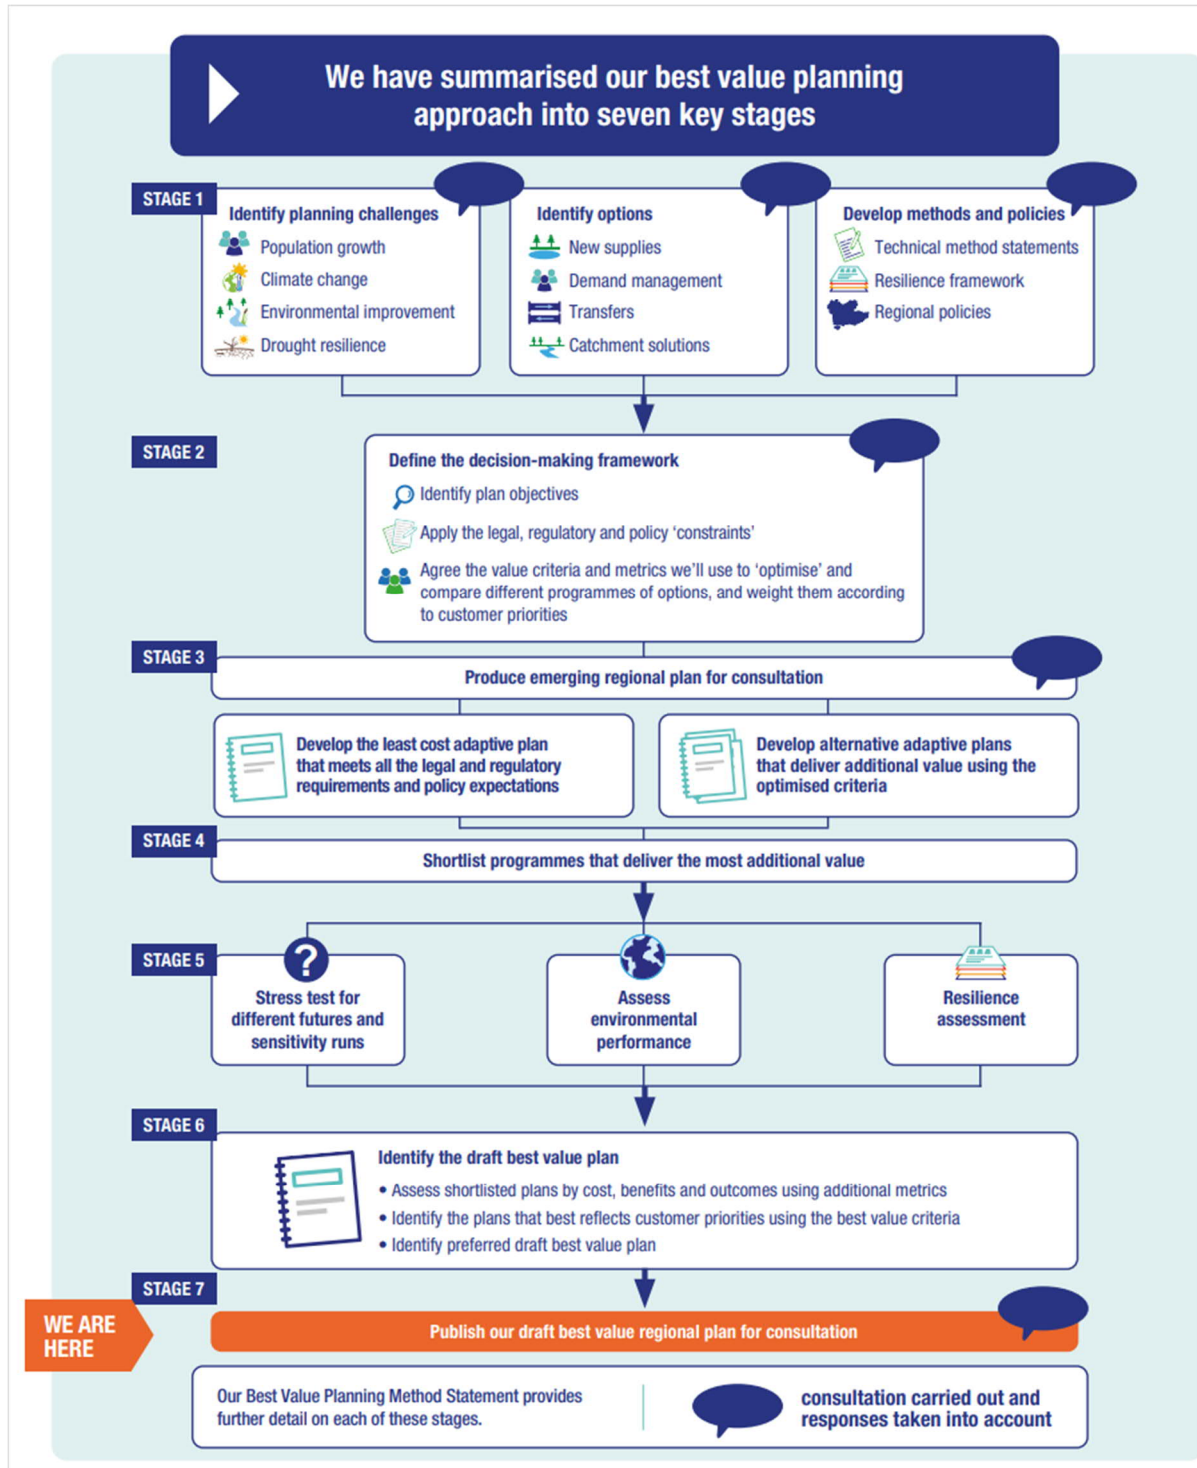 We have summarised our best value planning
approach into seven key stages
STAGE 1
Identify planning challenges
Population growth
Climate change
Environmental improvement
Drought resilience
Identify options
New supplies
Demand management
Transfers
Catchment solutions
Develop methods and policies
Technical method statements
Resilience framework
Regional policies
STAGE 2
Define the decision-making framework
Identify plan objectives
Apply the legal, regulatory and policy ‘constraints’
Agree the value criteria and metrics we’ll use to ‘optimise’ and
compare different programmes of options, and weight them according
to customer priorities
STAGE 3
Produce emerging regional plan for consultation
Develop the least cost adaptive plan
that meets all the legal and regulatory
requirements and policy expectations
Develop alternative adaptive plans
that deliver additional value using the
optimised criteria
STAGE 4
Shortlist programmes that deliver the most additional value
STAGE 5
?
Stress test for
different futures and
sensitivity runs
Assess
environmental
performance
Resilience
assessment
STAGE 6
Identify the draft best value plan
• Assess shortlisted plans by cost, benefits and outcomes using additional metrics
• Identify the plans that best reflects customer priorities using the best value criteria
• Identify preferred draft best value plan
STAGE 7
WE ARE
HERE
Publish our draft best value regional plan for consultation
Our Best Value Planning Method Statement provides
further detail on each of these stages.
consultation carried out and
responses taken into account